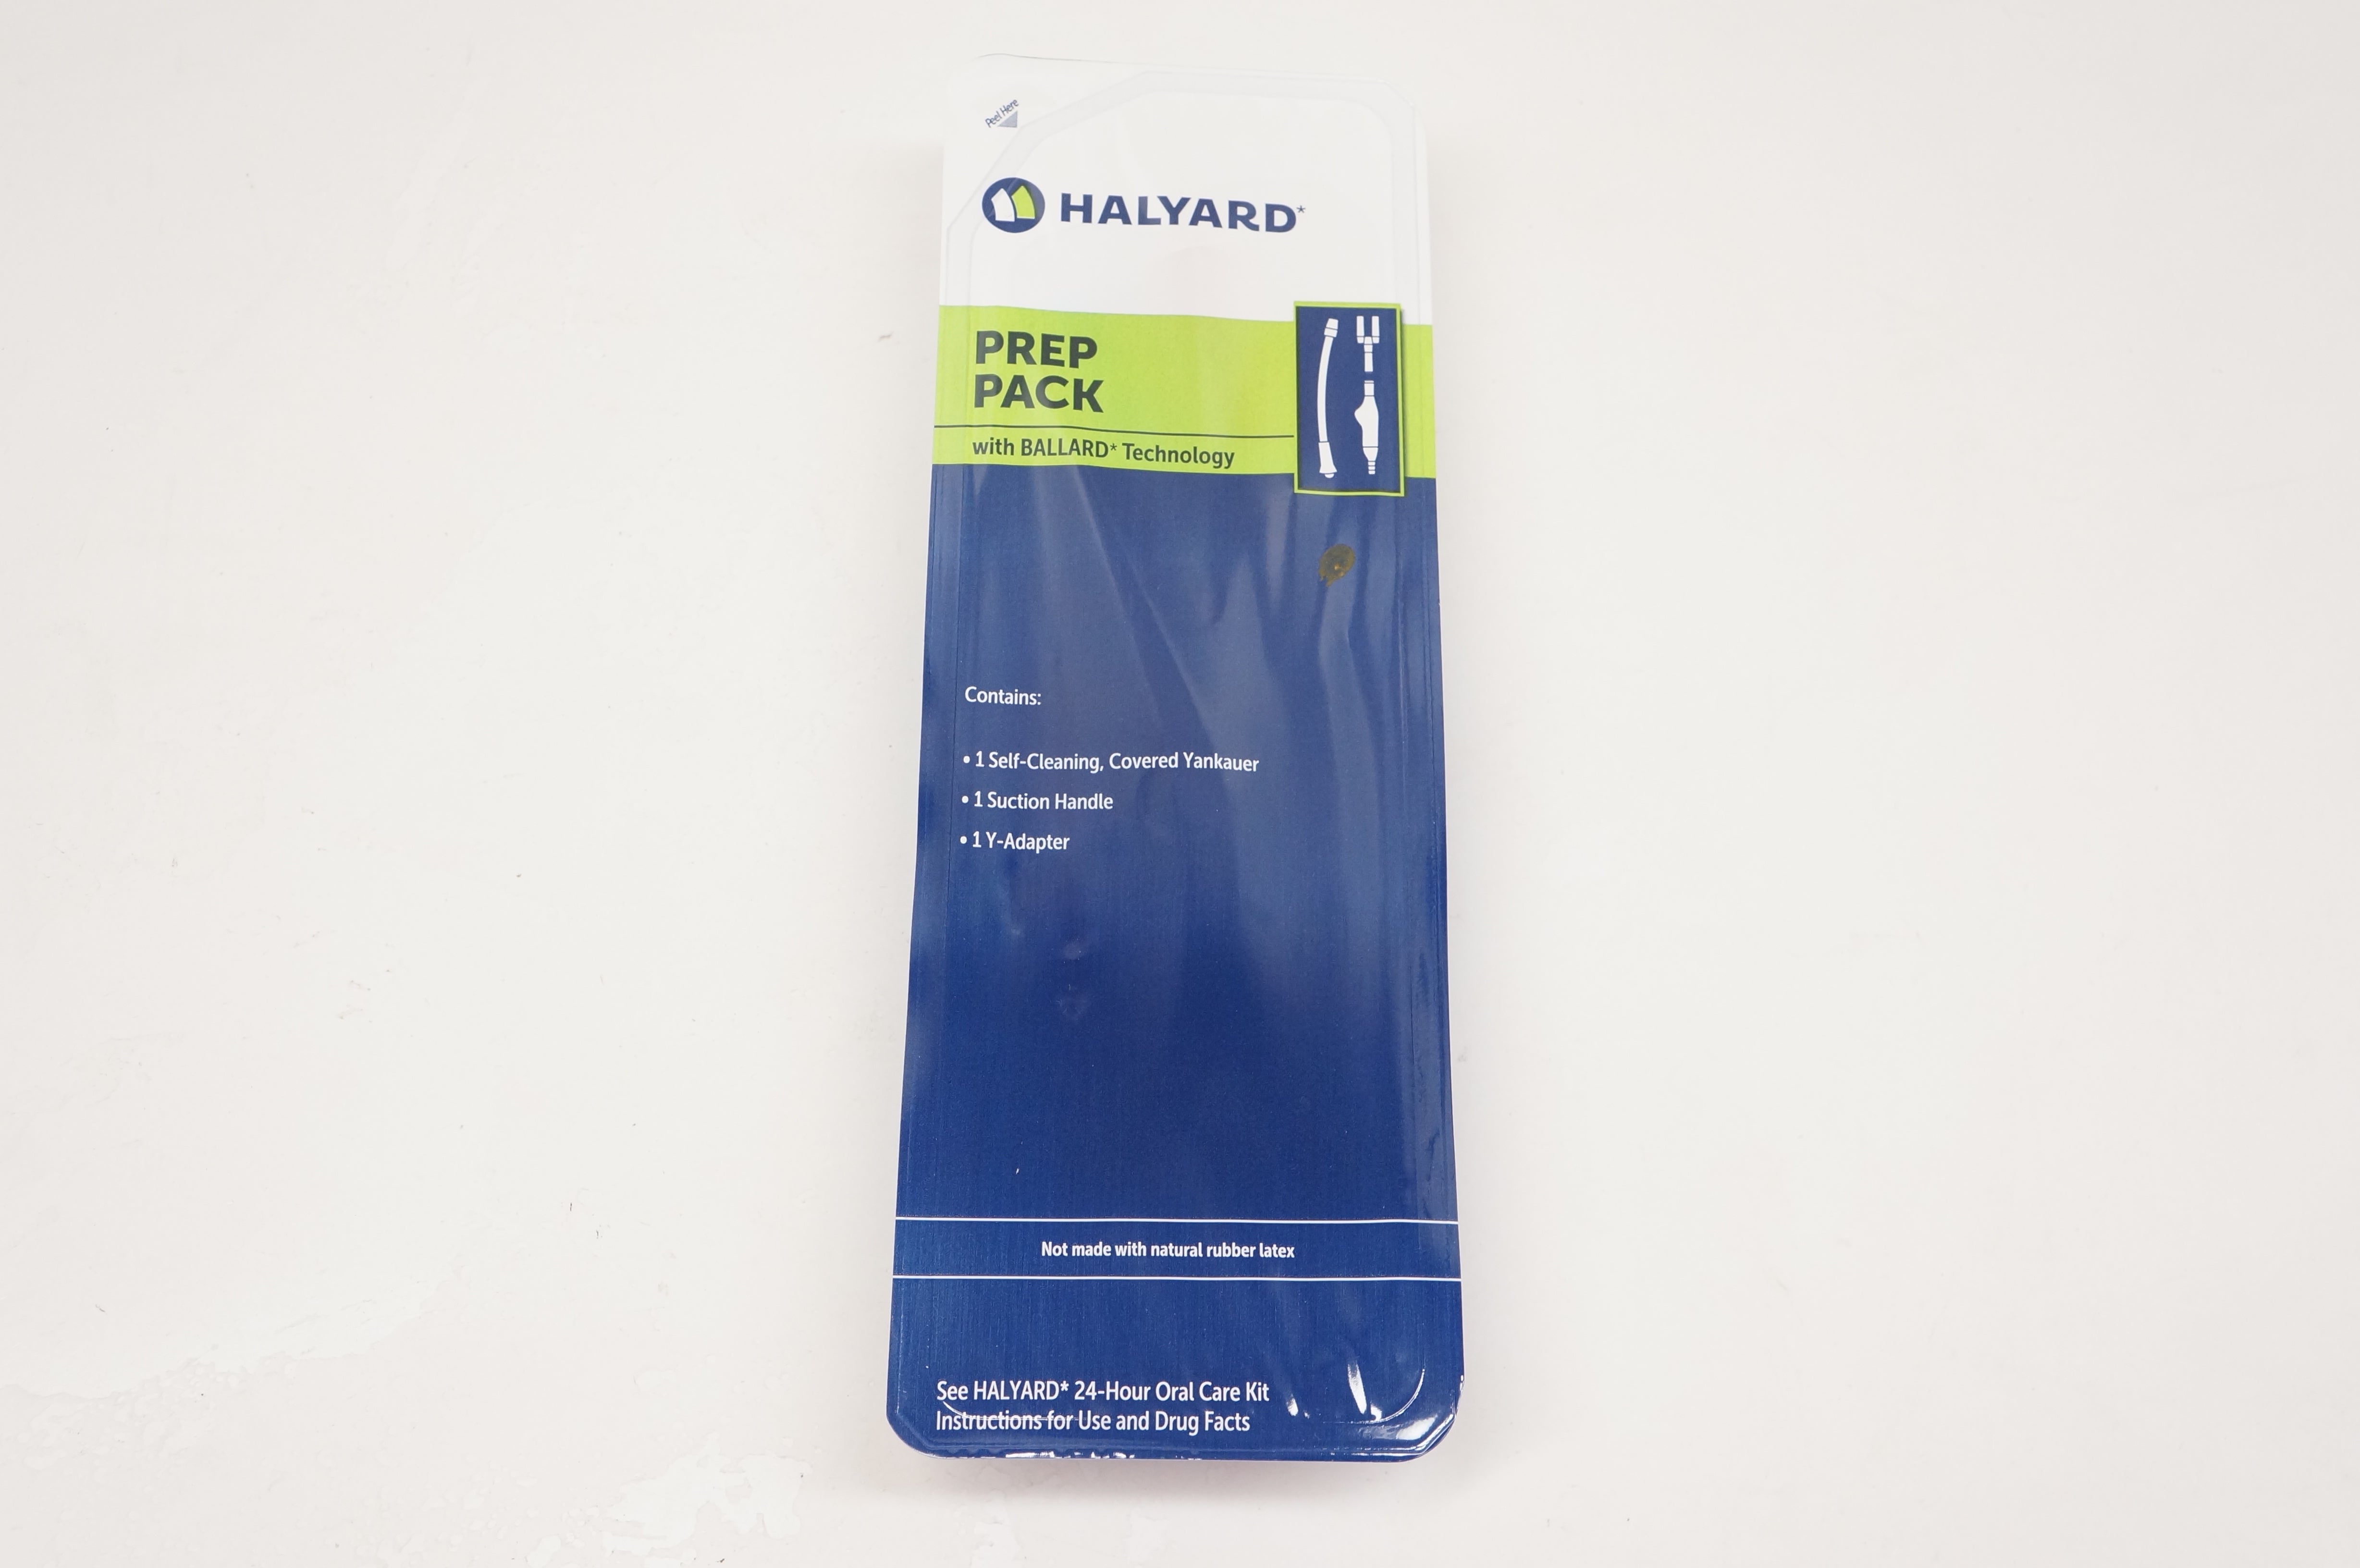 Peel Here
HALYARD*
PREP
PACK
with BALLARD* Technology
Contains:
• 1 Self-Cleaning, Covered Yankauer
• 1 Suction Handle
• 1 Y-Adapter
Not made with natural rubber latex
See HALYARD* 24-Hour Oral Care Kit
Instructions for Use and Drug Facts